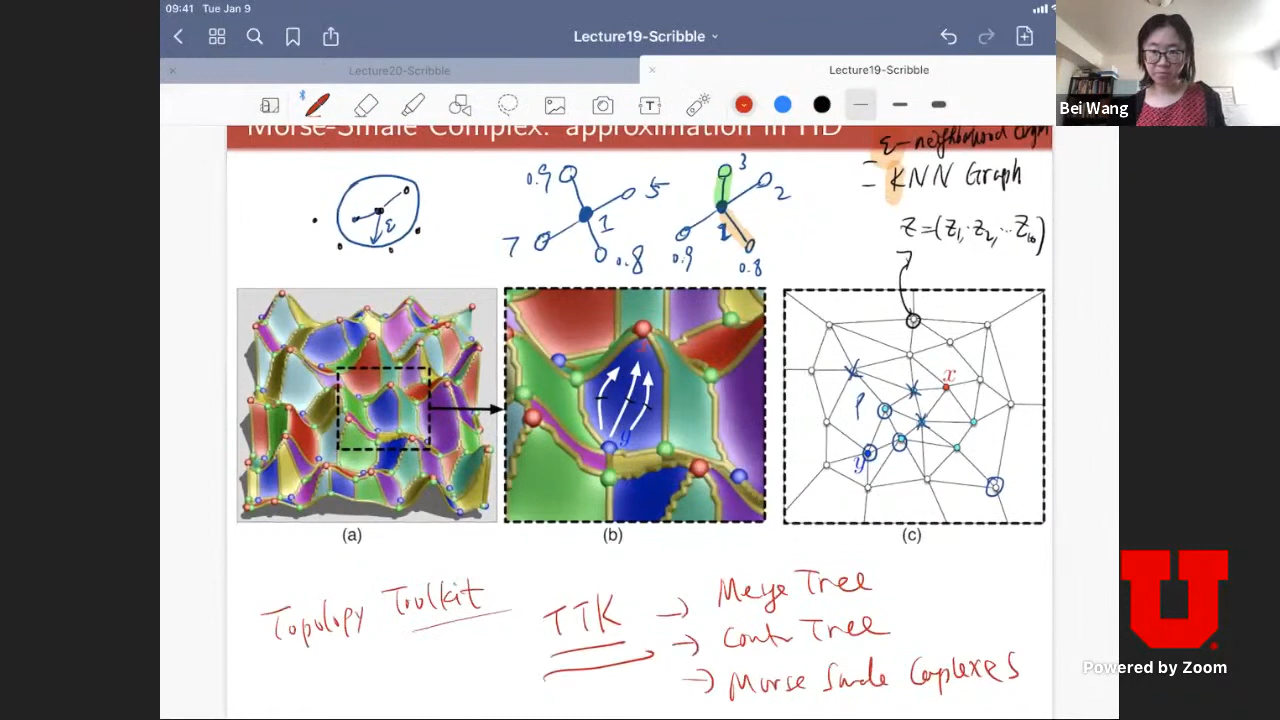 09:41 Tue Jan 9
Lecture19-Scribble
Bei Wang
Lecture20-Scribble
Lecture19-Scribble
T
Morse-Smale Complex: approximation in HD
ε-neighborhood
= KNN Graph
z=(z1, z2, ... z10)
0.9
5
1
7
0.8
3
2
1
0.9
0.8
ε
x
p
y
y
(a)
(b)
(c)
Topology Toolkit
TTK
→ Merge Tree
→ Contr Tree
→ Morse Smale Complexes
U
Powered by Zoom